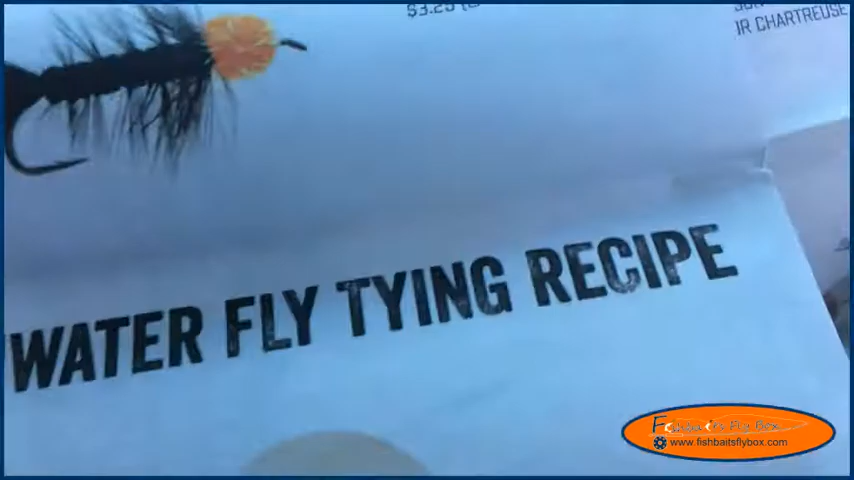 $3.25
IR CHARTREUSE
WATER FLY TYING RECIPE
Fishbaits Fly Box
www.fishbaitsflybox.com